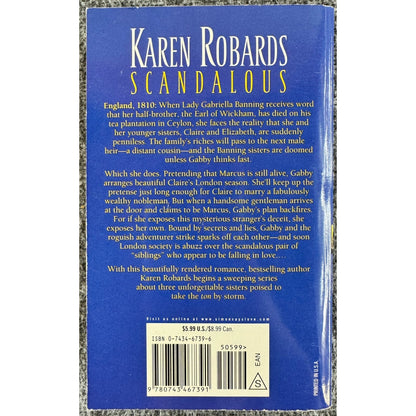 KAREN ROBARDS
SCANDALOUS
England, 1810: When Lady Gabriella Banning receives word
that her half-brother, the Earl of Wickham, has died on his
tea plantation in Ceylon, she faces the reality that she and
her younger sisters, Claire and Elizabeth, are suddenly
penniless. The family's riches will pass to the next male
heir—a distant cousin—and the Banning sisters are doomed
unless Gabby thinks fast.
Which she does. Pretending that Marcus is still alive, Gabby
arranges beautiful Claire's London season. She'll keep up the
pretense just long enough for Claire to marry a fabulously
wealthy nobleman. But when a handsome gentleman arrives
at the door and claims to be Marcus, Gabby's plan backfires.
For if she exposes this mysterious stranger's deceit, she
exposes her own. Bound by secrets and lies, Gabby and the
roguish adventurer strike sparks off each other—and soon
London society is abuzz over the scandalous pair of
"siblings" who appear to be falling in love....
With this beautifully rendered romance, bestselling author
Karen Robards begins a sweeping series
about three unforgettable sisters poised to
take the ton by storm.
Visit us online at www.simonsayslove.com
$5.99 U.S./$8.99 Can.
ISBN 0-7434-6739-6
50599>
9 780743 467391
EAN
S
PRINTED IN U.S.A.